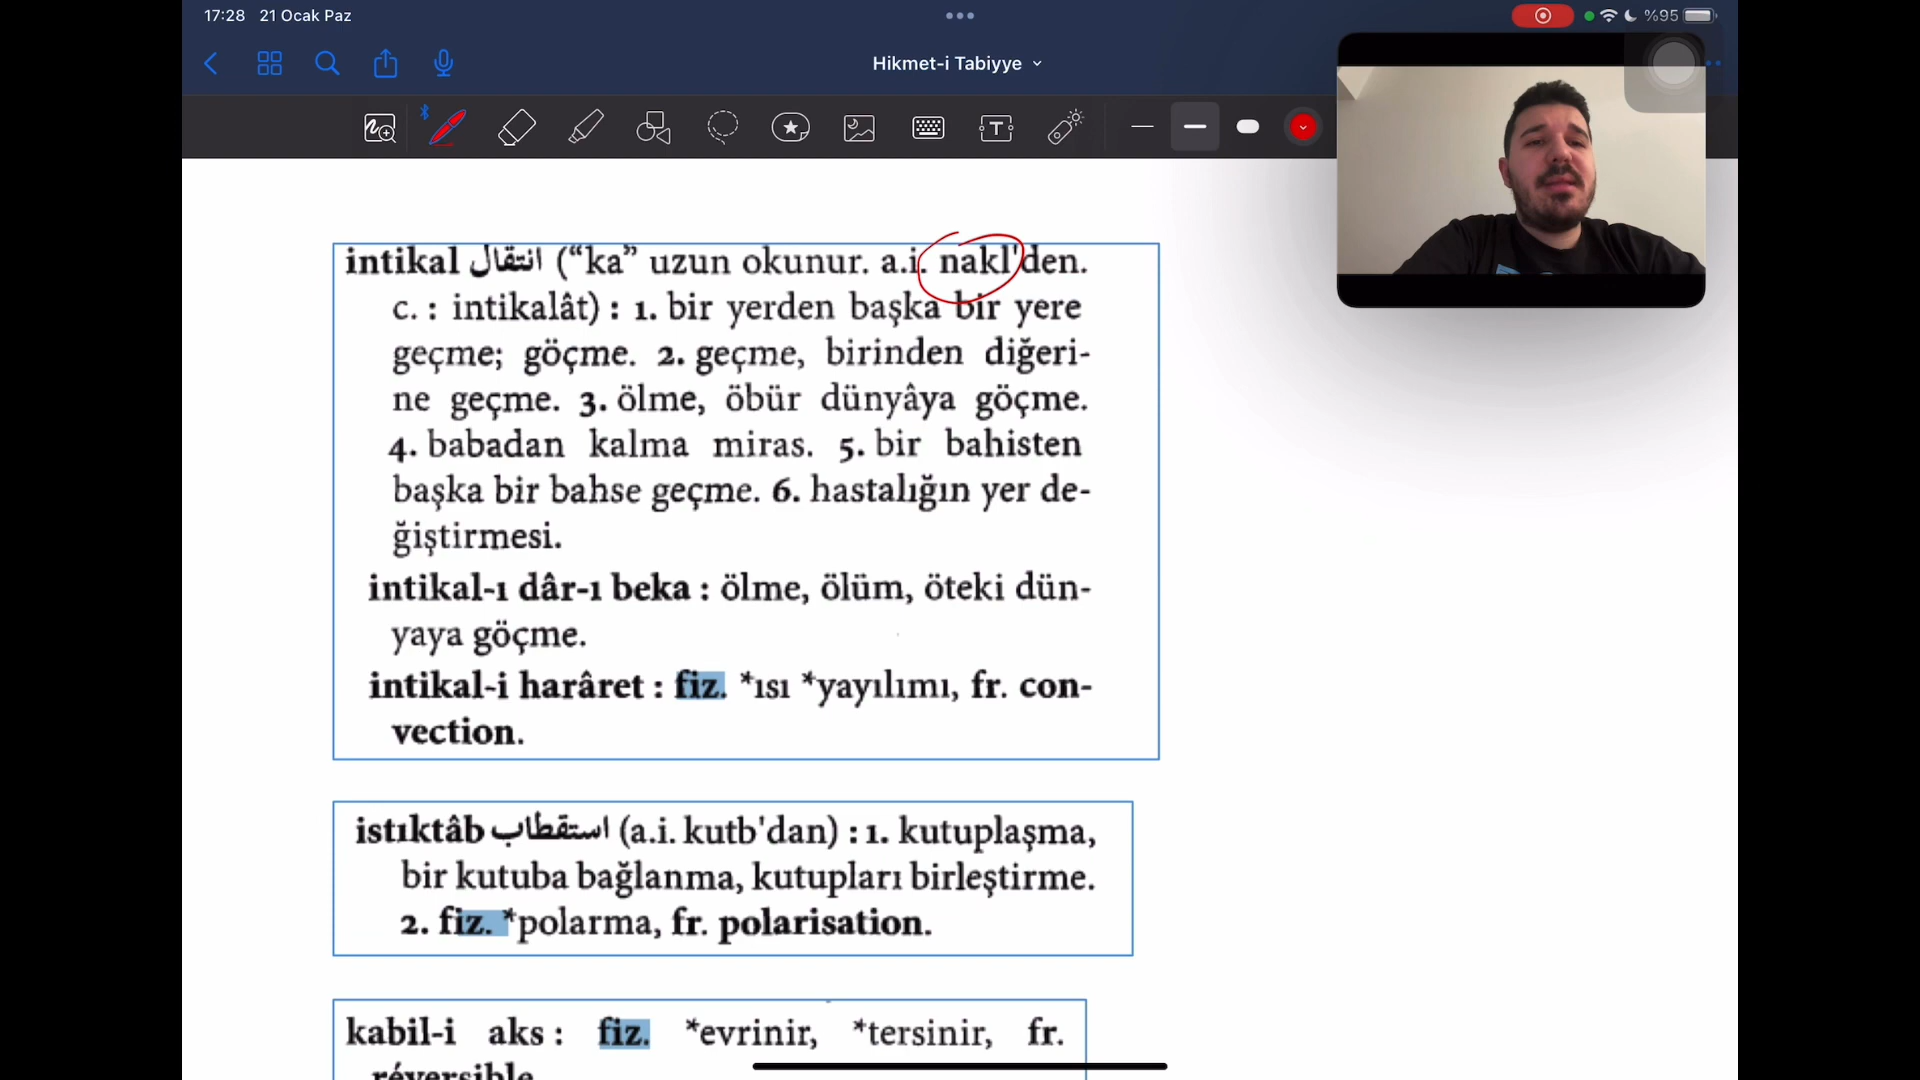 17:28 21 Ocak Paz
%95
Hikmet-i Tabiyye
intikal انتقال (“ka” uzun okunur. a.i. nakl'den.
c. : intikalât) : 1. bir yerden başka bir yere
geçme; göçme. 2. geçme, birinden diğeri-
ne geçme. 3. ölme, öbür dünyâya göçme.
4. babadan kalma miras. 5. bir bahisten
başka bir bahse geçme. 6. hastalığın yer de-
ğiştirmesi.
intikal-ı dâr-ı beka : ölme, ölüm, öteki dün-
yaya göçme.
intikal-i harâret : fiz. *ısı *yayılımı, fr. con-
vection.
istıktâb استقطاب (a.i. kutb'dan) : 1. kutuplaşma,
bir kutuba bağlanma, kutupları birleştirme.
2. fiz. *polarma, fr. polarisation.
kabil-i aks : fiz. *evrinir, *tersinir, fr.
réversible